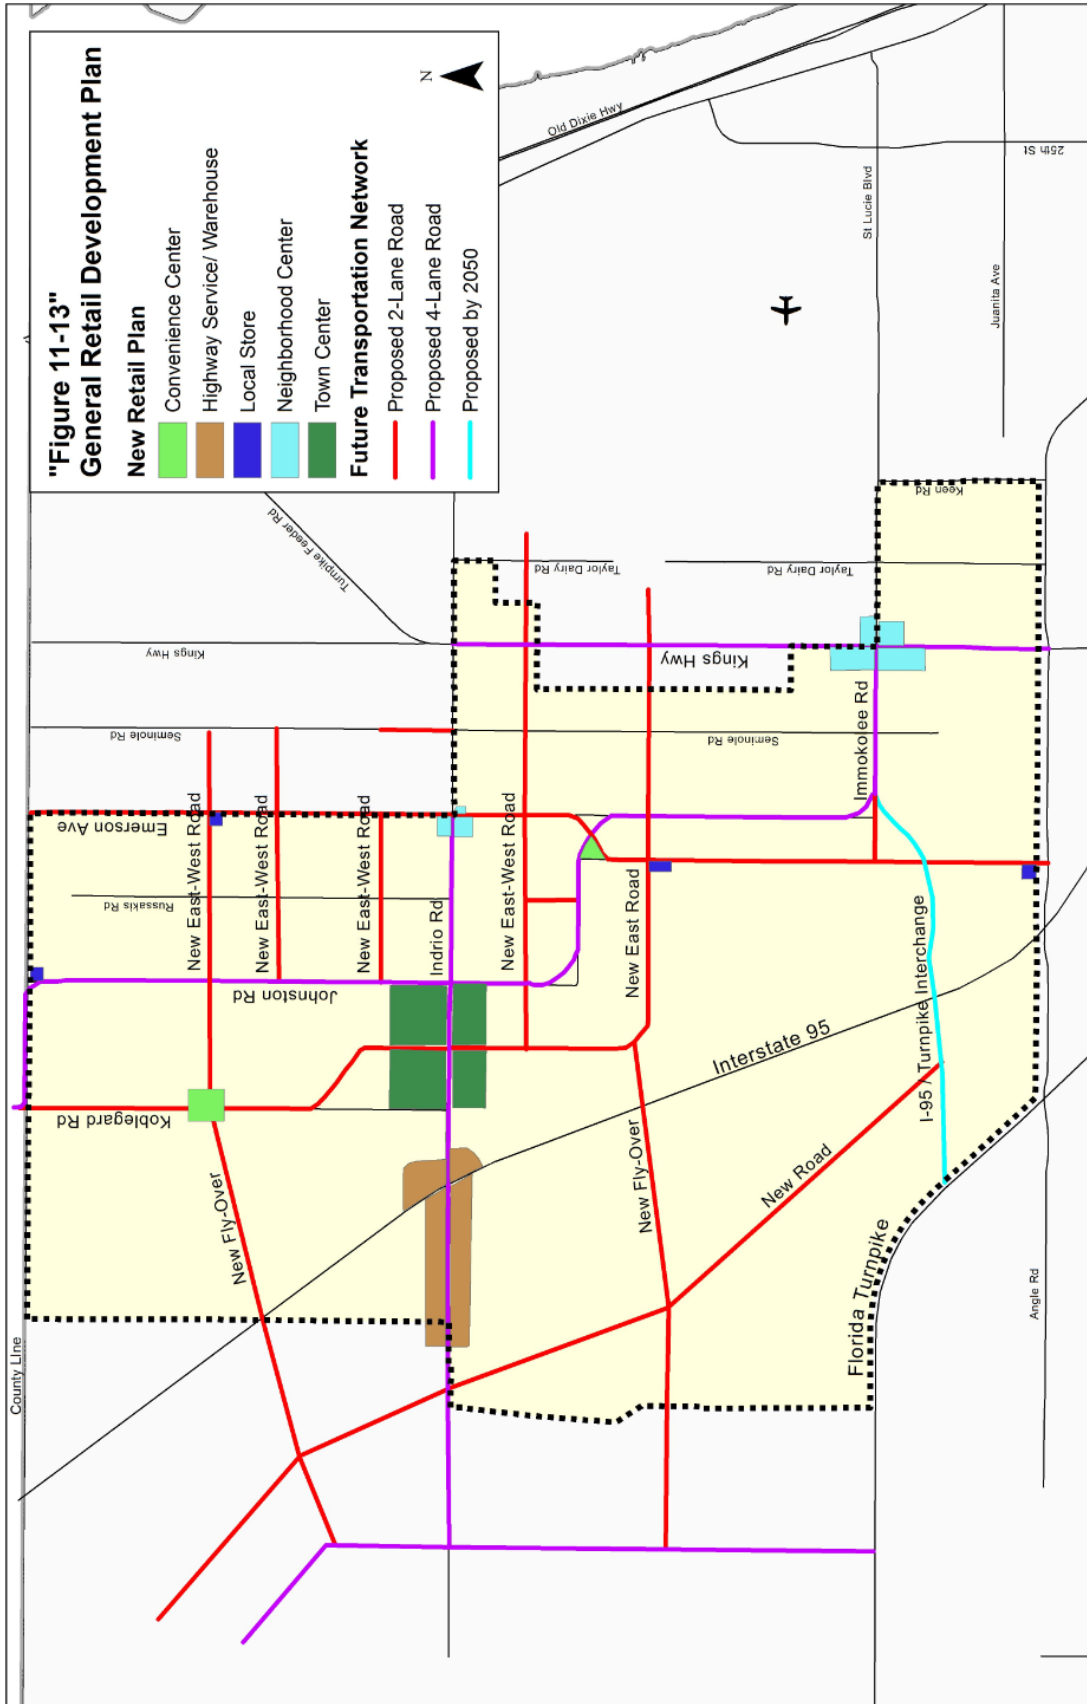 "Figure 11-13"
General Retail Development Plan
New Retail Plan
Convenience Center
Highway Service/ Warehouse
Local Store
Neighborhood Center
Town Center
Future Transportation Network
Proposed 2-Lane Road
Proposed 4-Lane Road
Proposed by 2050
N
County LIne
Old Dixie Hwy
25th St
St Lucie Blvd
Juanita Ave
Keen Rd
Turnpike Feeder Rd
Taylor Dairy Rd
Taylor Dairy Rd
Kings Hwy
Kings Hwy
Seminole Rd
Seminole Rd
Immokolee Rd
Emerson Ave
Russakis Rd
New East-West Road
New East-West Road
New East-West Road
Indrio Rd
New East-West Road
New East Road
Johnston Rd
Koblegard Rd
Interstate 95
I-95 / Turnpike Interchange
New Fly-Over
New Fly-Over
New Road
Florida Turnpike
Angle Rd